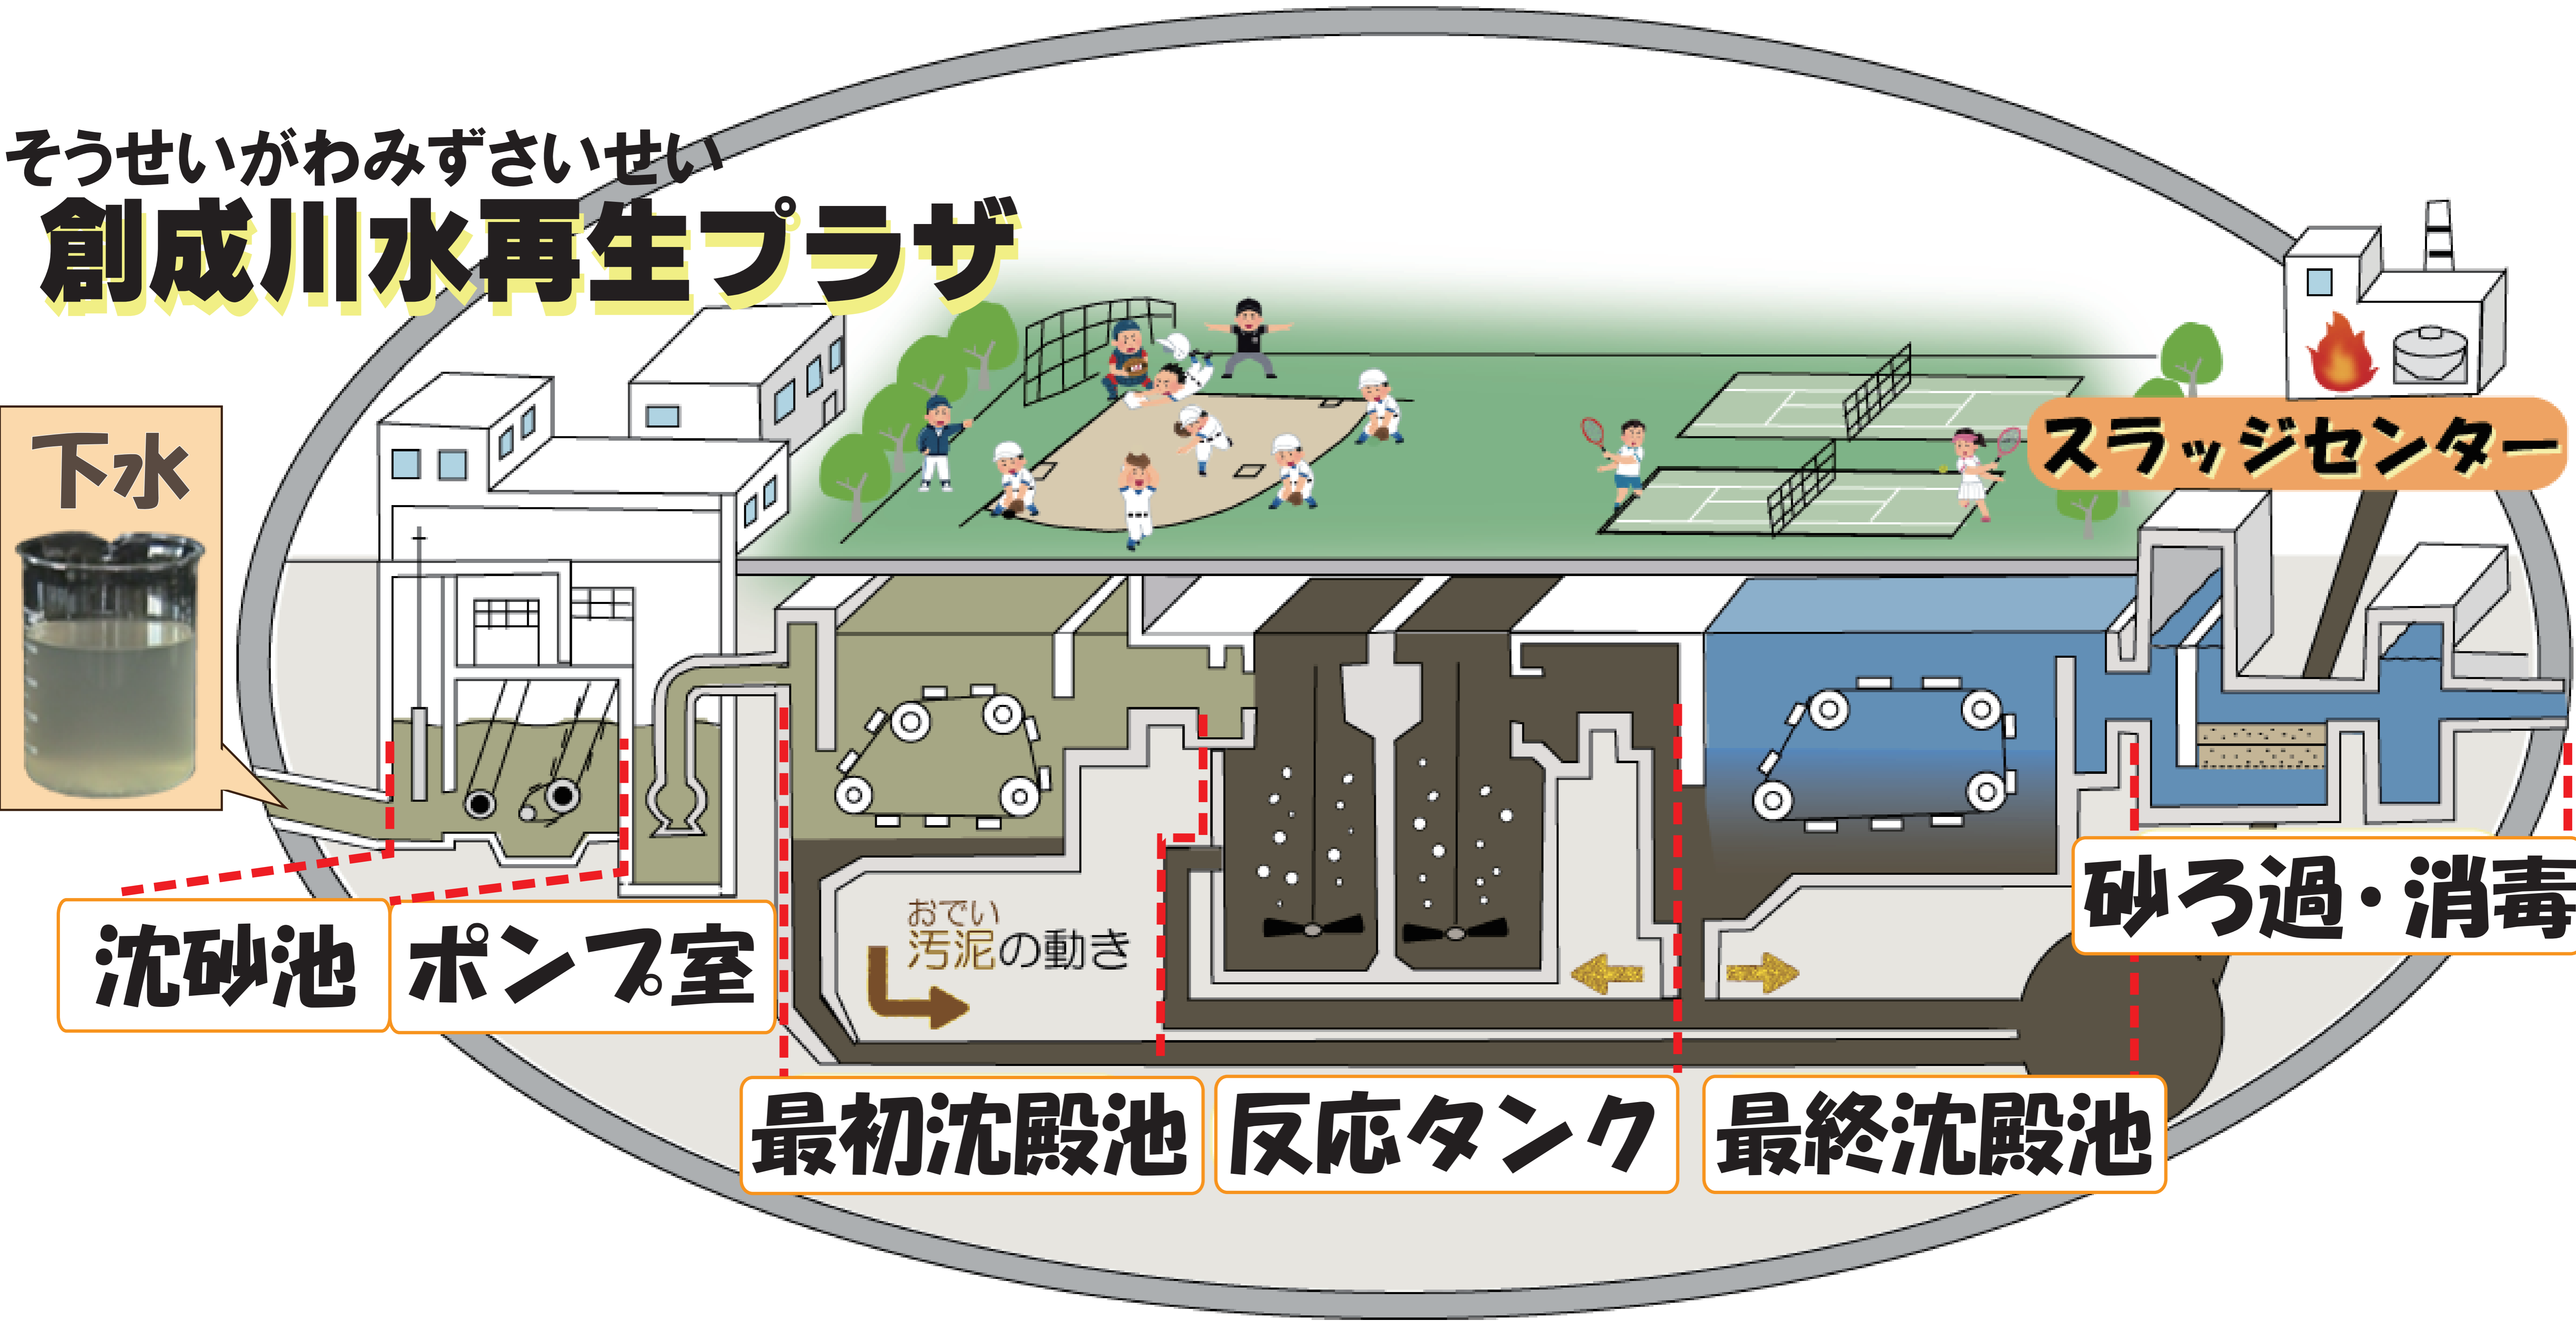 そうせいがわみずさいせい
創成川水再生プラザ
下水
スラッジセンター
沈砂池
ポンプ室
おでい
汚泥の動き
砂ろ過・消毒
最初沈殿池
反応タンク
最終沈殿池